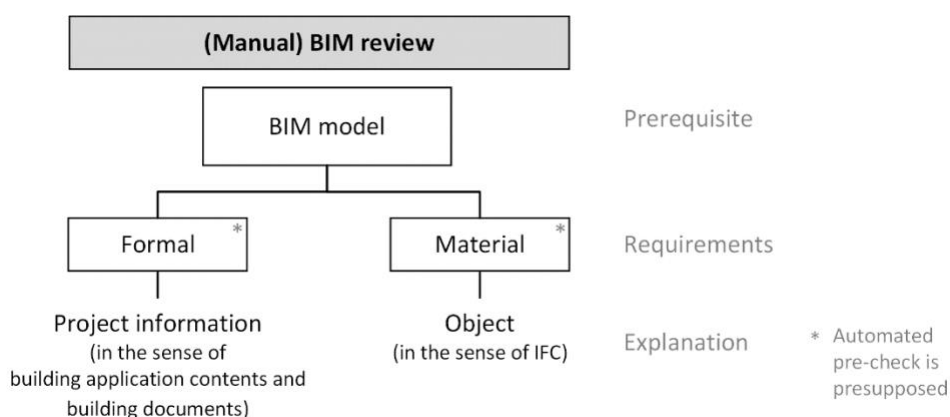 (Manual) BIM review
BIM model
Prerequisite
Formal *
Material *
Requirements
Project information
(in the sense of
building application contents and
building documents)
Object
(in the sense of IFC)
Explanation
* Automated
pre-check is
presupposed